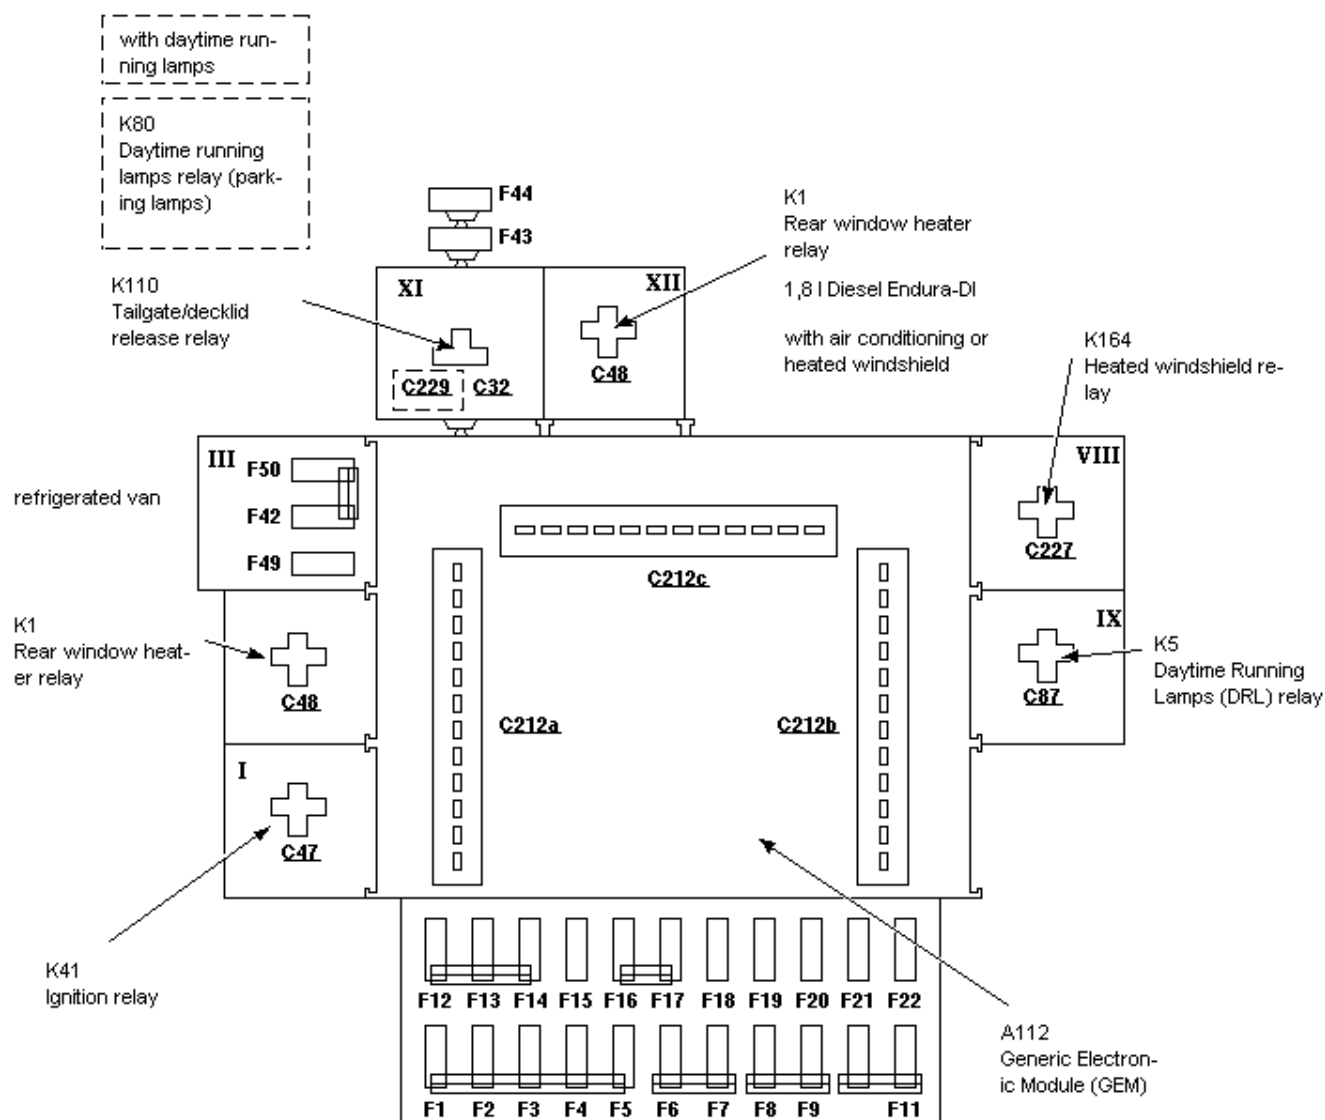 with daytime run-
ning lamps
K80
Daytime running
lamps relay (park-
ing lamps)
F44
F43
K110
Tailgate/decklid
release relay
XI
XII
K1
Rear window heater
relay
1,8 l Diesel Endura-DI
with air conditioning or
heated windshield
C229
C32
C48
K164
Heated windshield re-
lay
refrigerated van
III
F50
F42
F49
VIII
C227
C212c
K1
Rear window heat-
er relay
C48
C212a
C212b
IX
C87
K5
Daytime Running
Lamps (DRL) relay
I
C47
K41
Ignition relay
F12 F13 F14 F15 F16 F17 F18 F19 F20 F21 F22
F1 F2 F3 F4 F5 F6 F7 F8 F9 F11
A112
Generic Electron-
ic Module (GEM)